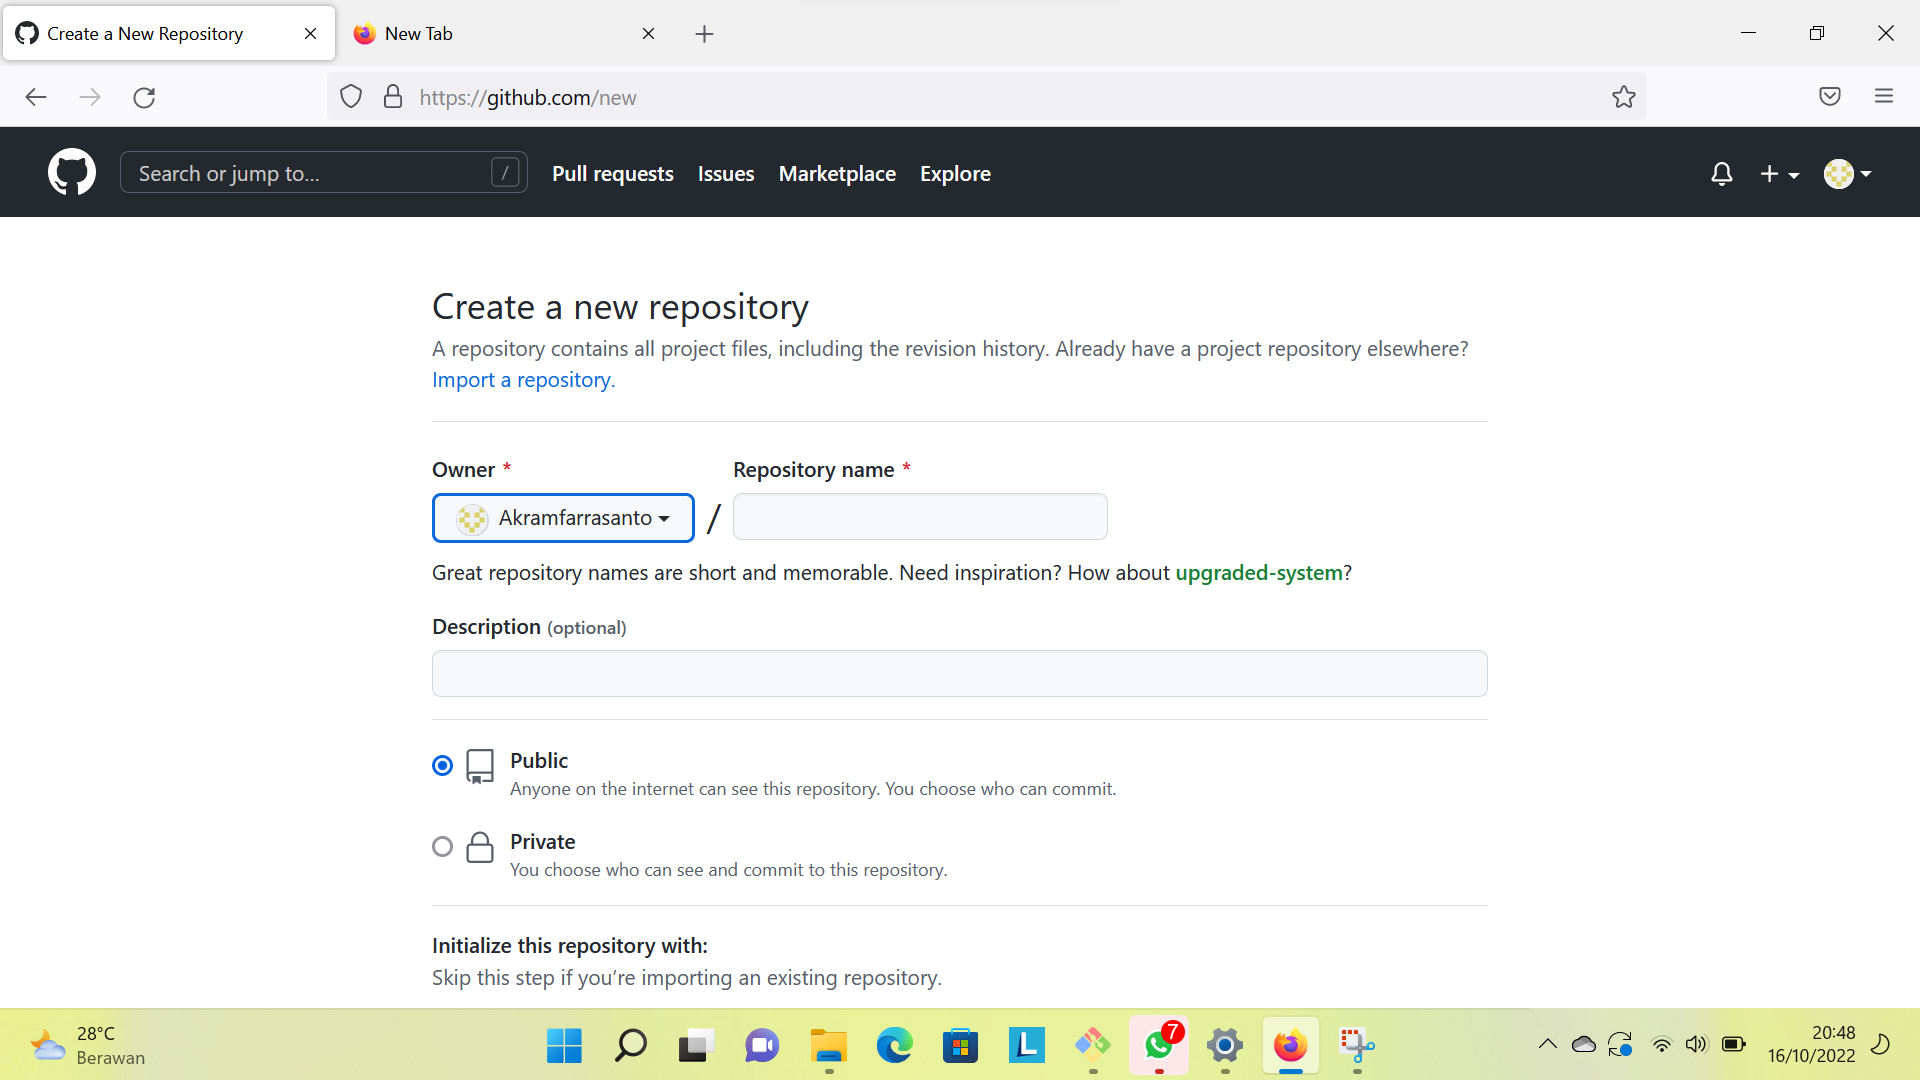 Create a New Repository
New Tab
https://github.com/new
Search or jump to...
/
Pull requests
Issues
Marketplace
Explore
Create a new repository
A repository contains all project files, including the revision history. Already have a project repository elsewhere?
Import a repository.
Owner * Repository name *
Akramfarrasanto /
Great repository names are short and memorable. Need inspiration? How about upgraded-system?
Description (optional)
Public
Anyone on the internet can see this repository. You choose who can commit.
Private
You choose who can see and commit to this repository.
Initialize this repository with:
Skip this step if you’re importing an existing repository.
28°C
Berawan
L
7
20:48
16/10/2022